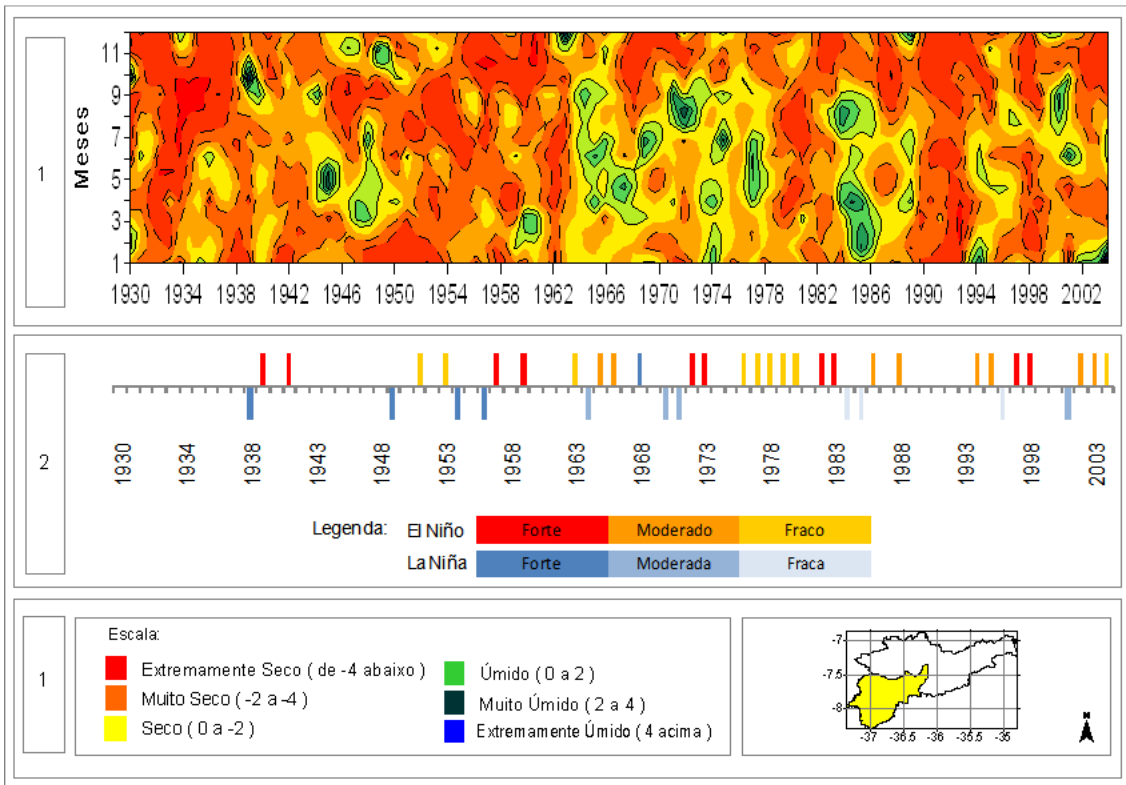 1
Meses
11
9
7
5
3
1
1930 1934 1938 1942 1946 1950 1954 1958 1962 1966 1970 1974 1978 1982 1986 1990 1994 1998 2002
2
1930 1934 1938 1943 1948 1953 1958 1963 1968 1973 1978 1983 1988 1993 1998 2003
Legenda: El Niño Forte Moderado Fraco
La Niña Forte Moderada Fraca
1
Escala:
Extremamente Seco ( de -4 abaixo )
Muito Seco ( -2 a -4 )
Seco ( 0 a -2 )
Úmido ( 0 a 2 )
Muito Úmido ( 2 a 4 )
Extremamente Úmido ( 4 acima )
-7
-7.5
-8
-37 -36.5 -36 -35.5 -35
N